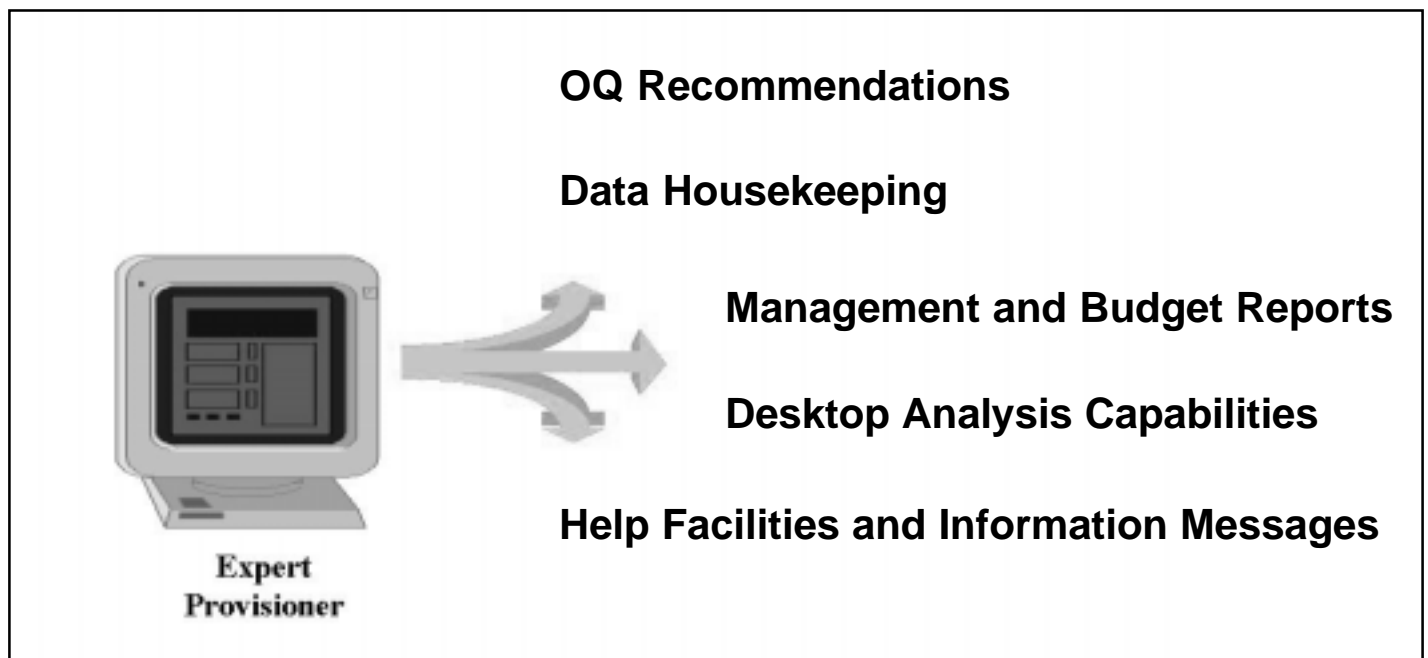 OQ Recommendations
Data Housekeeping
Management and Budget Reports
Desktop Analysis Capabilities
Help Facilities and Information Messages
Expert
Provisioner